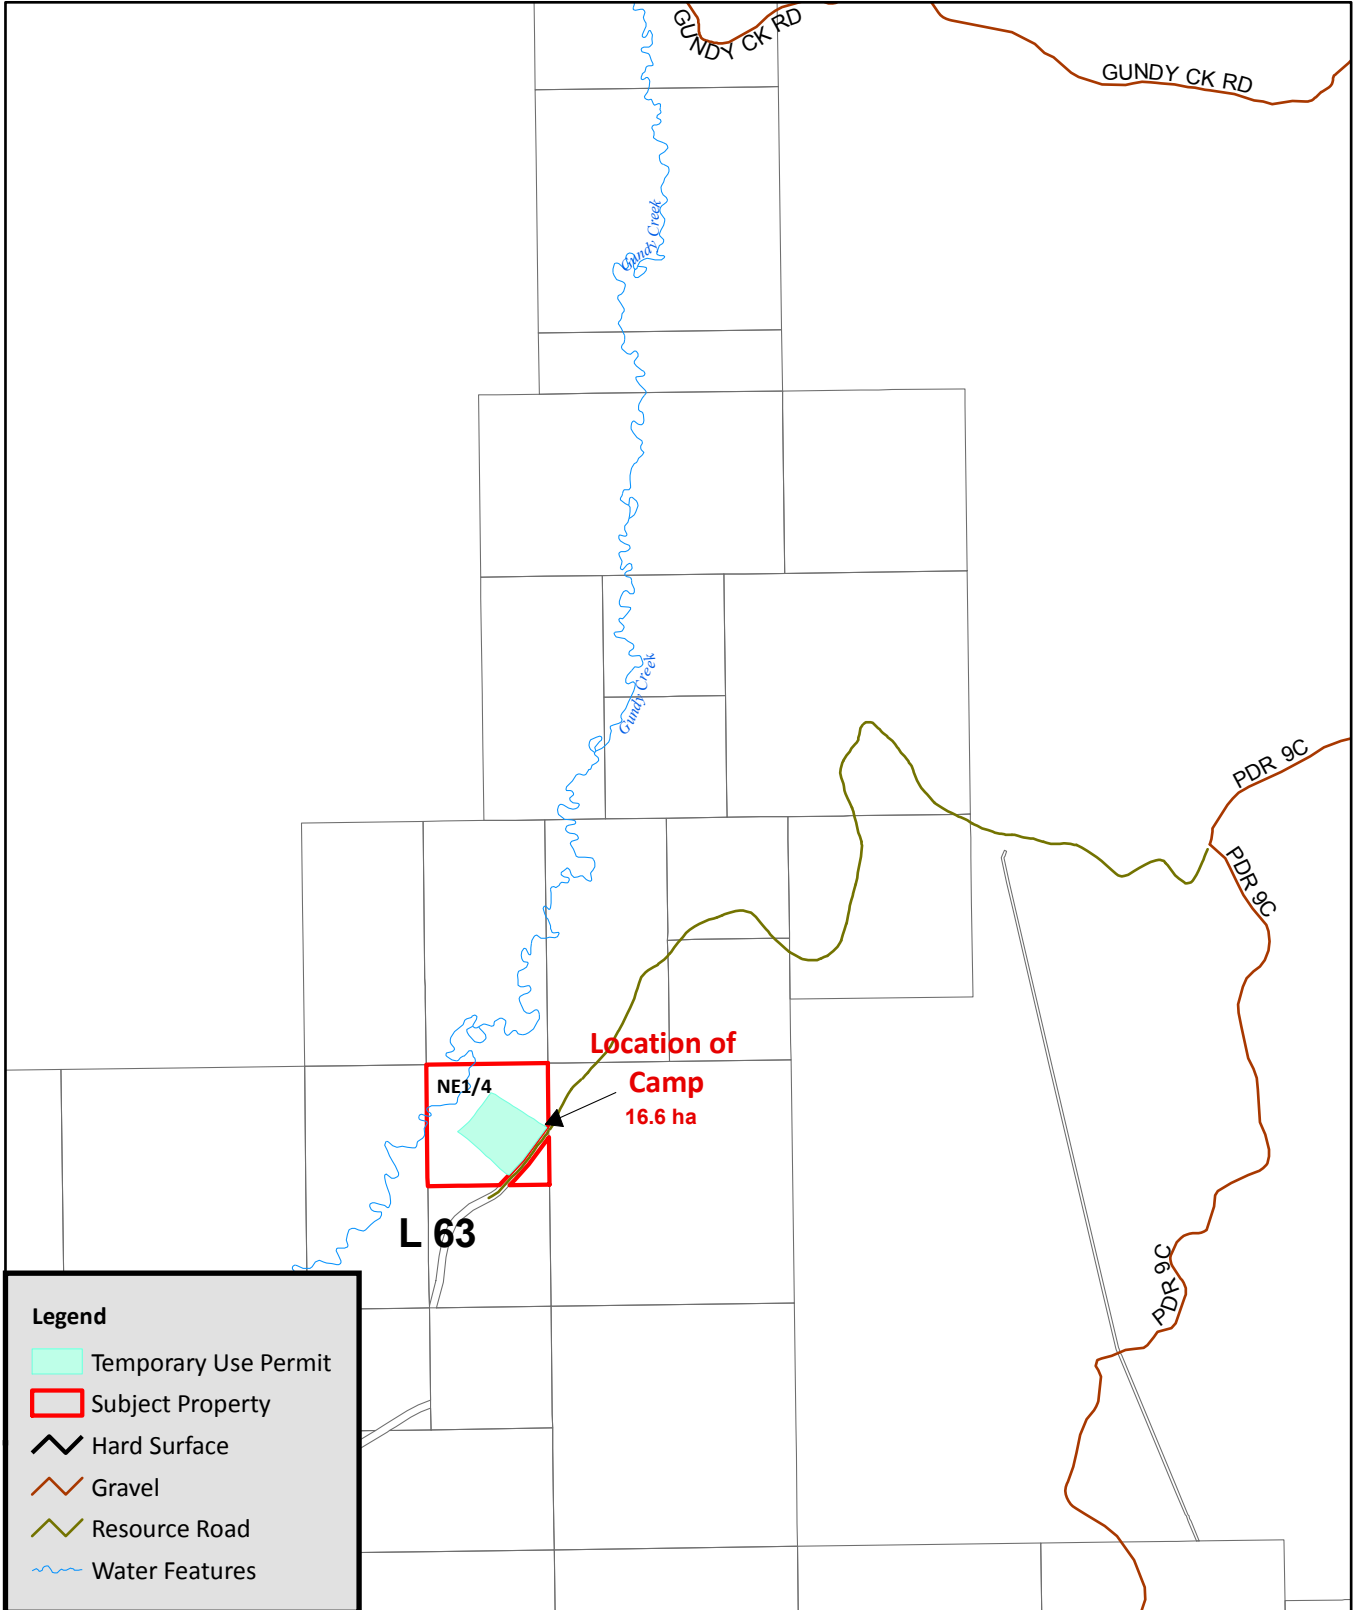 GUNDY CK RD
GUNDY CK RD
Gundy Creek
Gundy Creek
PDR 9C
PDR 9C
Location of
Camp
16.6 ha
NE1/4
L 63
PDR 9C
Legend
Temporary Use Permit
Subject Property
Hard Surface
Gravel
Resource Road
Water Features